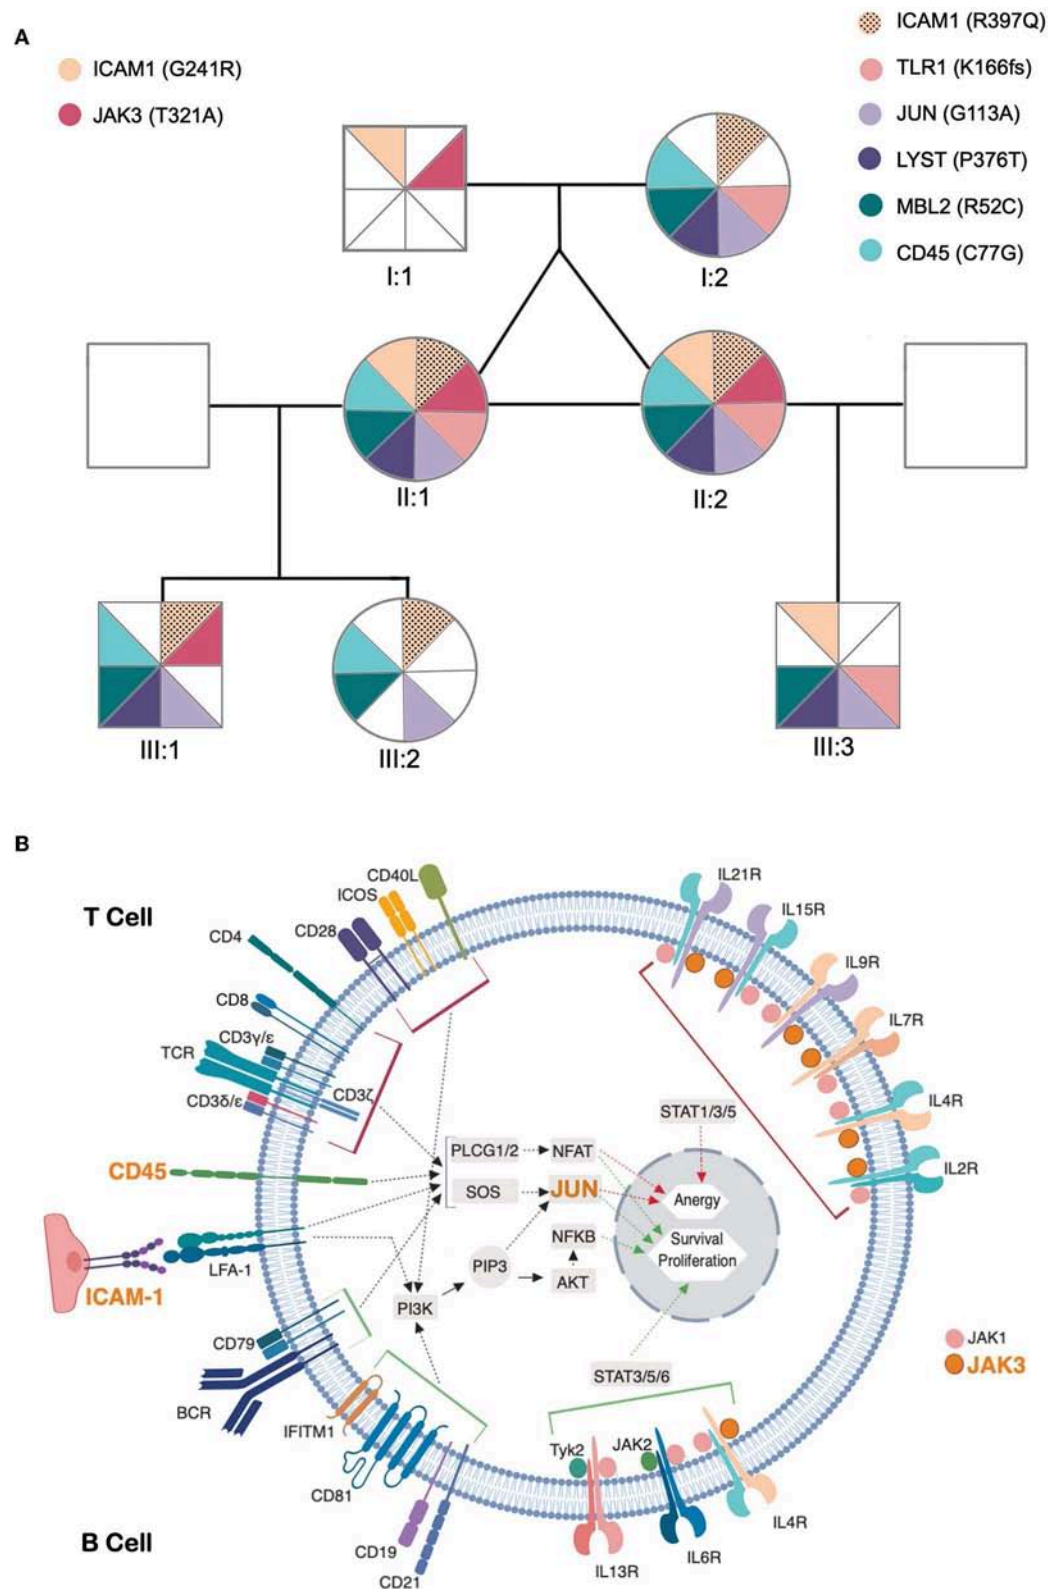 A
ICAM1 (G241R)
JAK3 (T321A)
ICAM1 (R397Q)
TLR1 (K166fs)
JUN (G113A)
LYST (P376T)
MBL2 (R52C)
CD45 (C77G)
I:1
I:2
II:1
II:2
III:1
III:2
III:3
B
T Cell
CD40L
ICOS
CD28
CD4
CD8
CD3γ/ε
TCR
CD3δ/ε
CD3ζ
CD45
LFA-1
ICAM-1
CD79
BCR
IFITM1
CD81
CD19
CD21
B Cell
IL21R
IL15R
IL9R
IL7R
IL4R
IL2R
STAT1/3/5
PLCG1/2
NFAT
SOS
JUN
Anergy
Survival
Proliferation
NFKB
PIP3
AKT
PI3K
STAT3/5/6
JAK1
JAK3
Tyk2
JAK2
IL4R
IL6R
IL13R